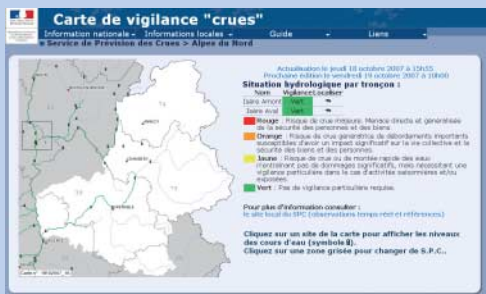 Carte de vigilance "crues"
Information nationale Informations locales Guide Liens
Service de Prévision des Crues > Alpes du Nord
Actualisation le jeudi 18 octobre 2007 à 15h55
Prochaine édition le vendredi 19 octobre 2007 à 10h00
Situation hydrologique par tronçon :
Nom Vigilance Localiser
Isère Amont Vert
Isère Aval Vert
Rouge : Risque de crue majeure. Menace directe et généralisée
de la sécurité des personnes et des biens.
Orange : Risque de crue génératrice de débordements importants
susceptibles d'avoir un impact significatif sur la vie collective et la
sécurité des biens et des personnes.
Jaune : Risque de crue ou de montée rapide des eaux
n'entraînant pas de dommages significatifs, mais nécessitant une
vigilance particulière dans le cas d'activités saisonnières et/ou
exposées.
Vert : Pas de vigilance particulière requise.
Pour plus d'information consulter :
le site local du SPC (observations temps réel et références)
Cliquez sur un site de la carte pour afficher les niveaux
des cours d'eau (symbole ).
Cliquez sur une zone grisée pour changer de S.P.C..